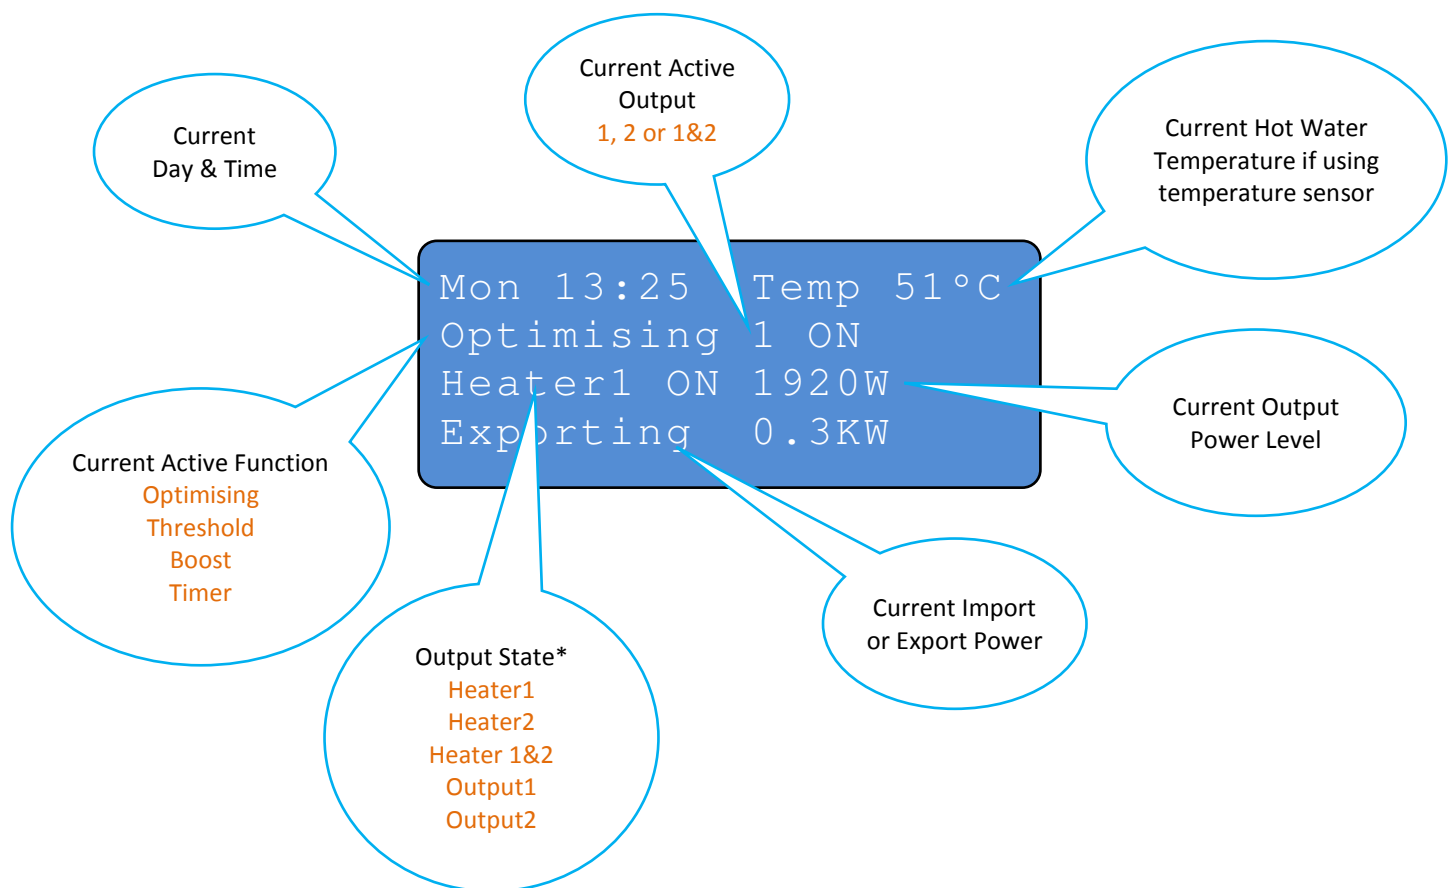 Current Active
Output
1, 2 or 1&2
Current
Day & Time
Current Hot Water
Temperature if using
temperature sensor
Mon 13:25 Temp 51°C
Optimising 1 ON
Heater1 ON 1920W
Exporting 0.3KW
Current Output
Power Level
Current Active Function
Optimising
Threshold
Boost
Timer
Current Import
or Export Power
Output State*
Heater1
Heater2
Heater 1&2
Output1
Output2